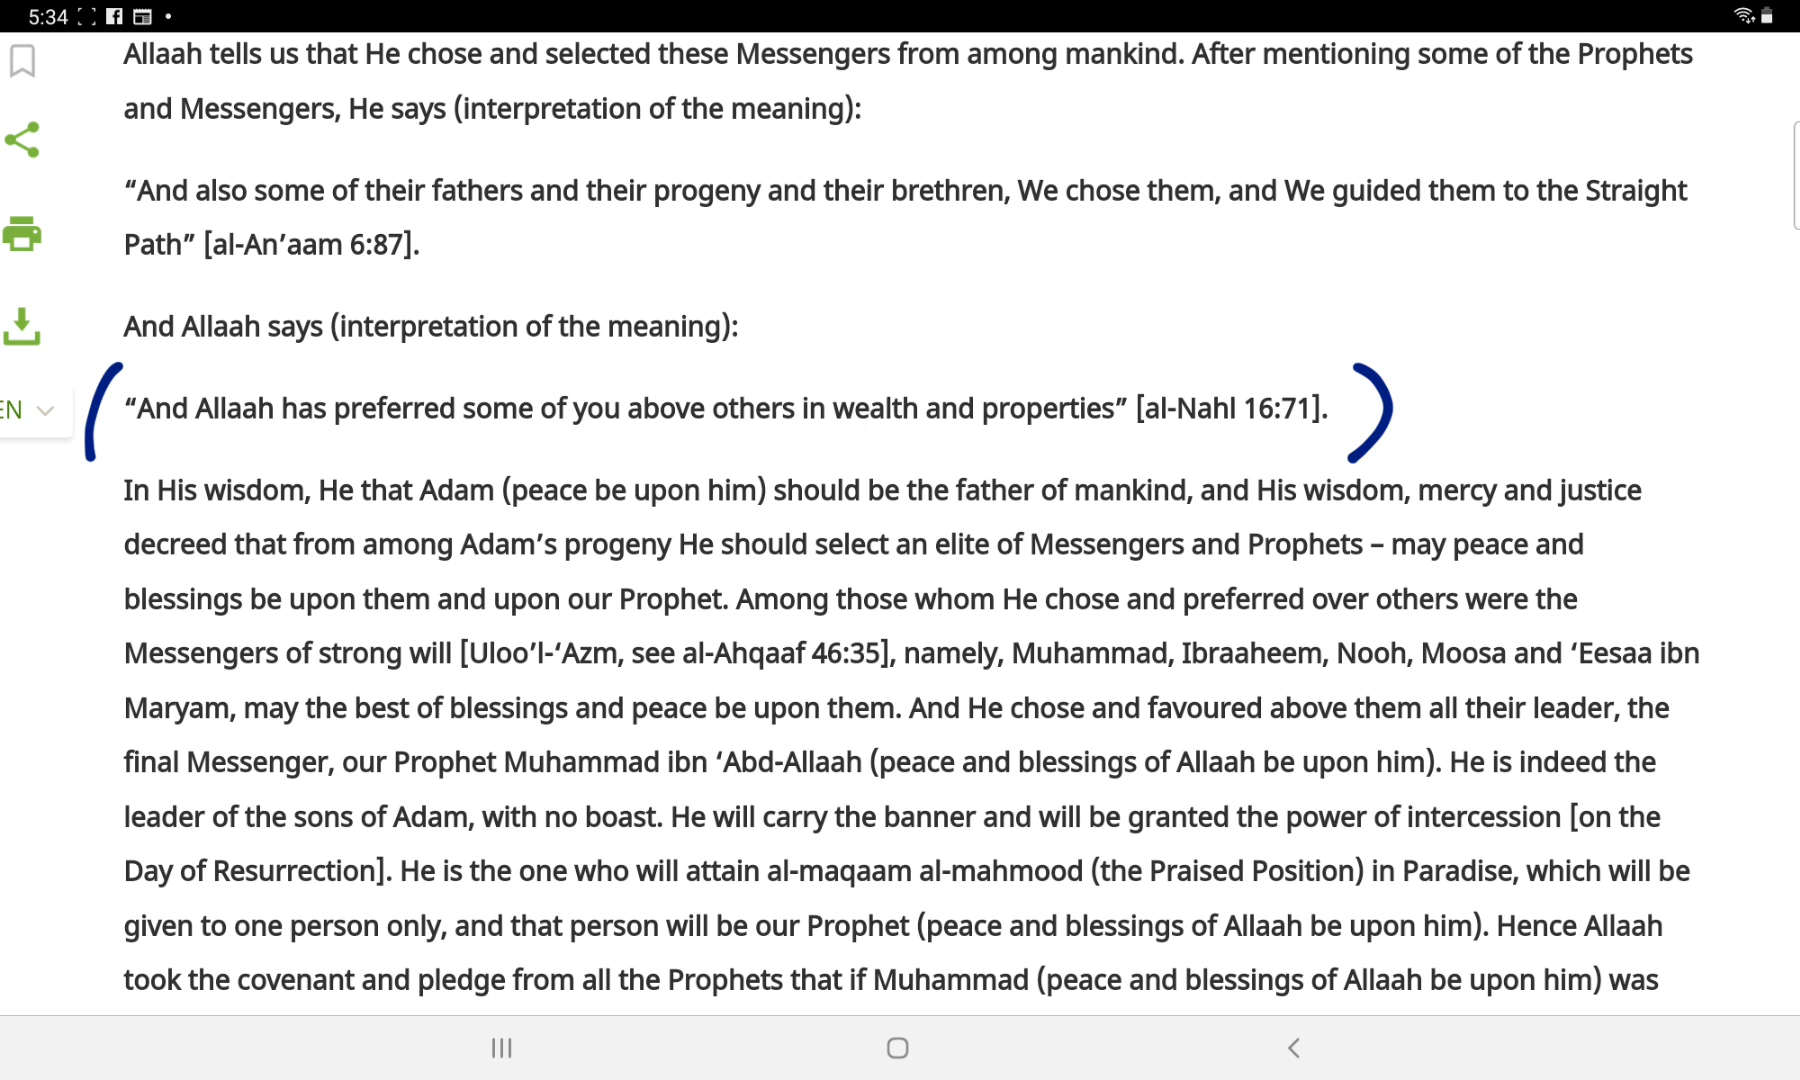 5:34
Allaah tells us that He chose and selected these Messengers from among mankind. After mentioning some of the Prophets
and Messengers, He says (interpretation of the meaning):
“And also some of their fathers and their progeny and their brethren, We chose them, and We guided them to the Straight
Path” [al-An’aam 6:87].
And Allaah says (interpretation of the meaning):
EN
“And Allaah has preferred some of you above others in wealth and properties” [al-Nahl 16:71].
In His wisdom, He that Adam (peace be upon him) should be the father of mankind, and His wisdom, mercy and justice
decreed that from among Adam’s progeny He should select an elite of Messengers and Prophets – may peace and
blessings be upon them and upon our Prophet. Among those whom He chose and preferred over others were the
Messengers of strong will [Uloo’l-‘Azm, see al-Ahqaaf 46:35], namely, Muhammad, Ibraaheem, Nooh, Moosa and ‘Eesaa ibn
Maryam, may the best of blessings and peace be upon them. And He chose and favoured above them all their leader, the
final Messenger, our Prophet Muhammad ibn ‘Abd-Allaah (peace and blessings of Allaah be upon him). He is indeed the
leader of the sons of Adam, with no boast. He will carry the banner and will be granted the power of intercession [on the
Day of Resurrection]. He is the one who will attain al-maqaam al-mahmood (the Praised Position) in Paradise, which will be
given to one person only, and that person will be our Prophet (peace and blessings of Allaah be upon him). Hence Allaah
took the covenant and pledge from all the Prophets that if Muhammad (peace and blessings of Allaah be upon him) was